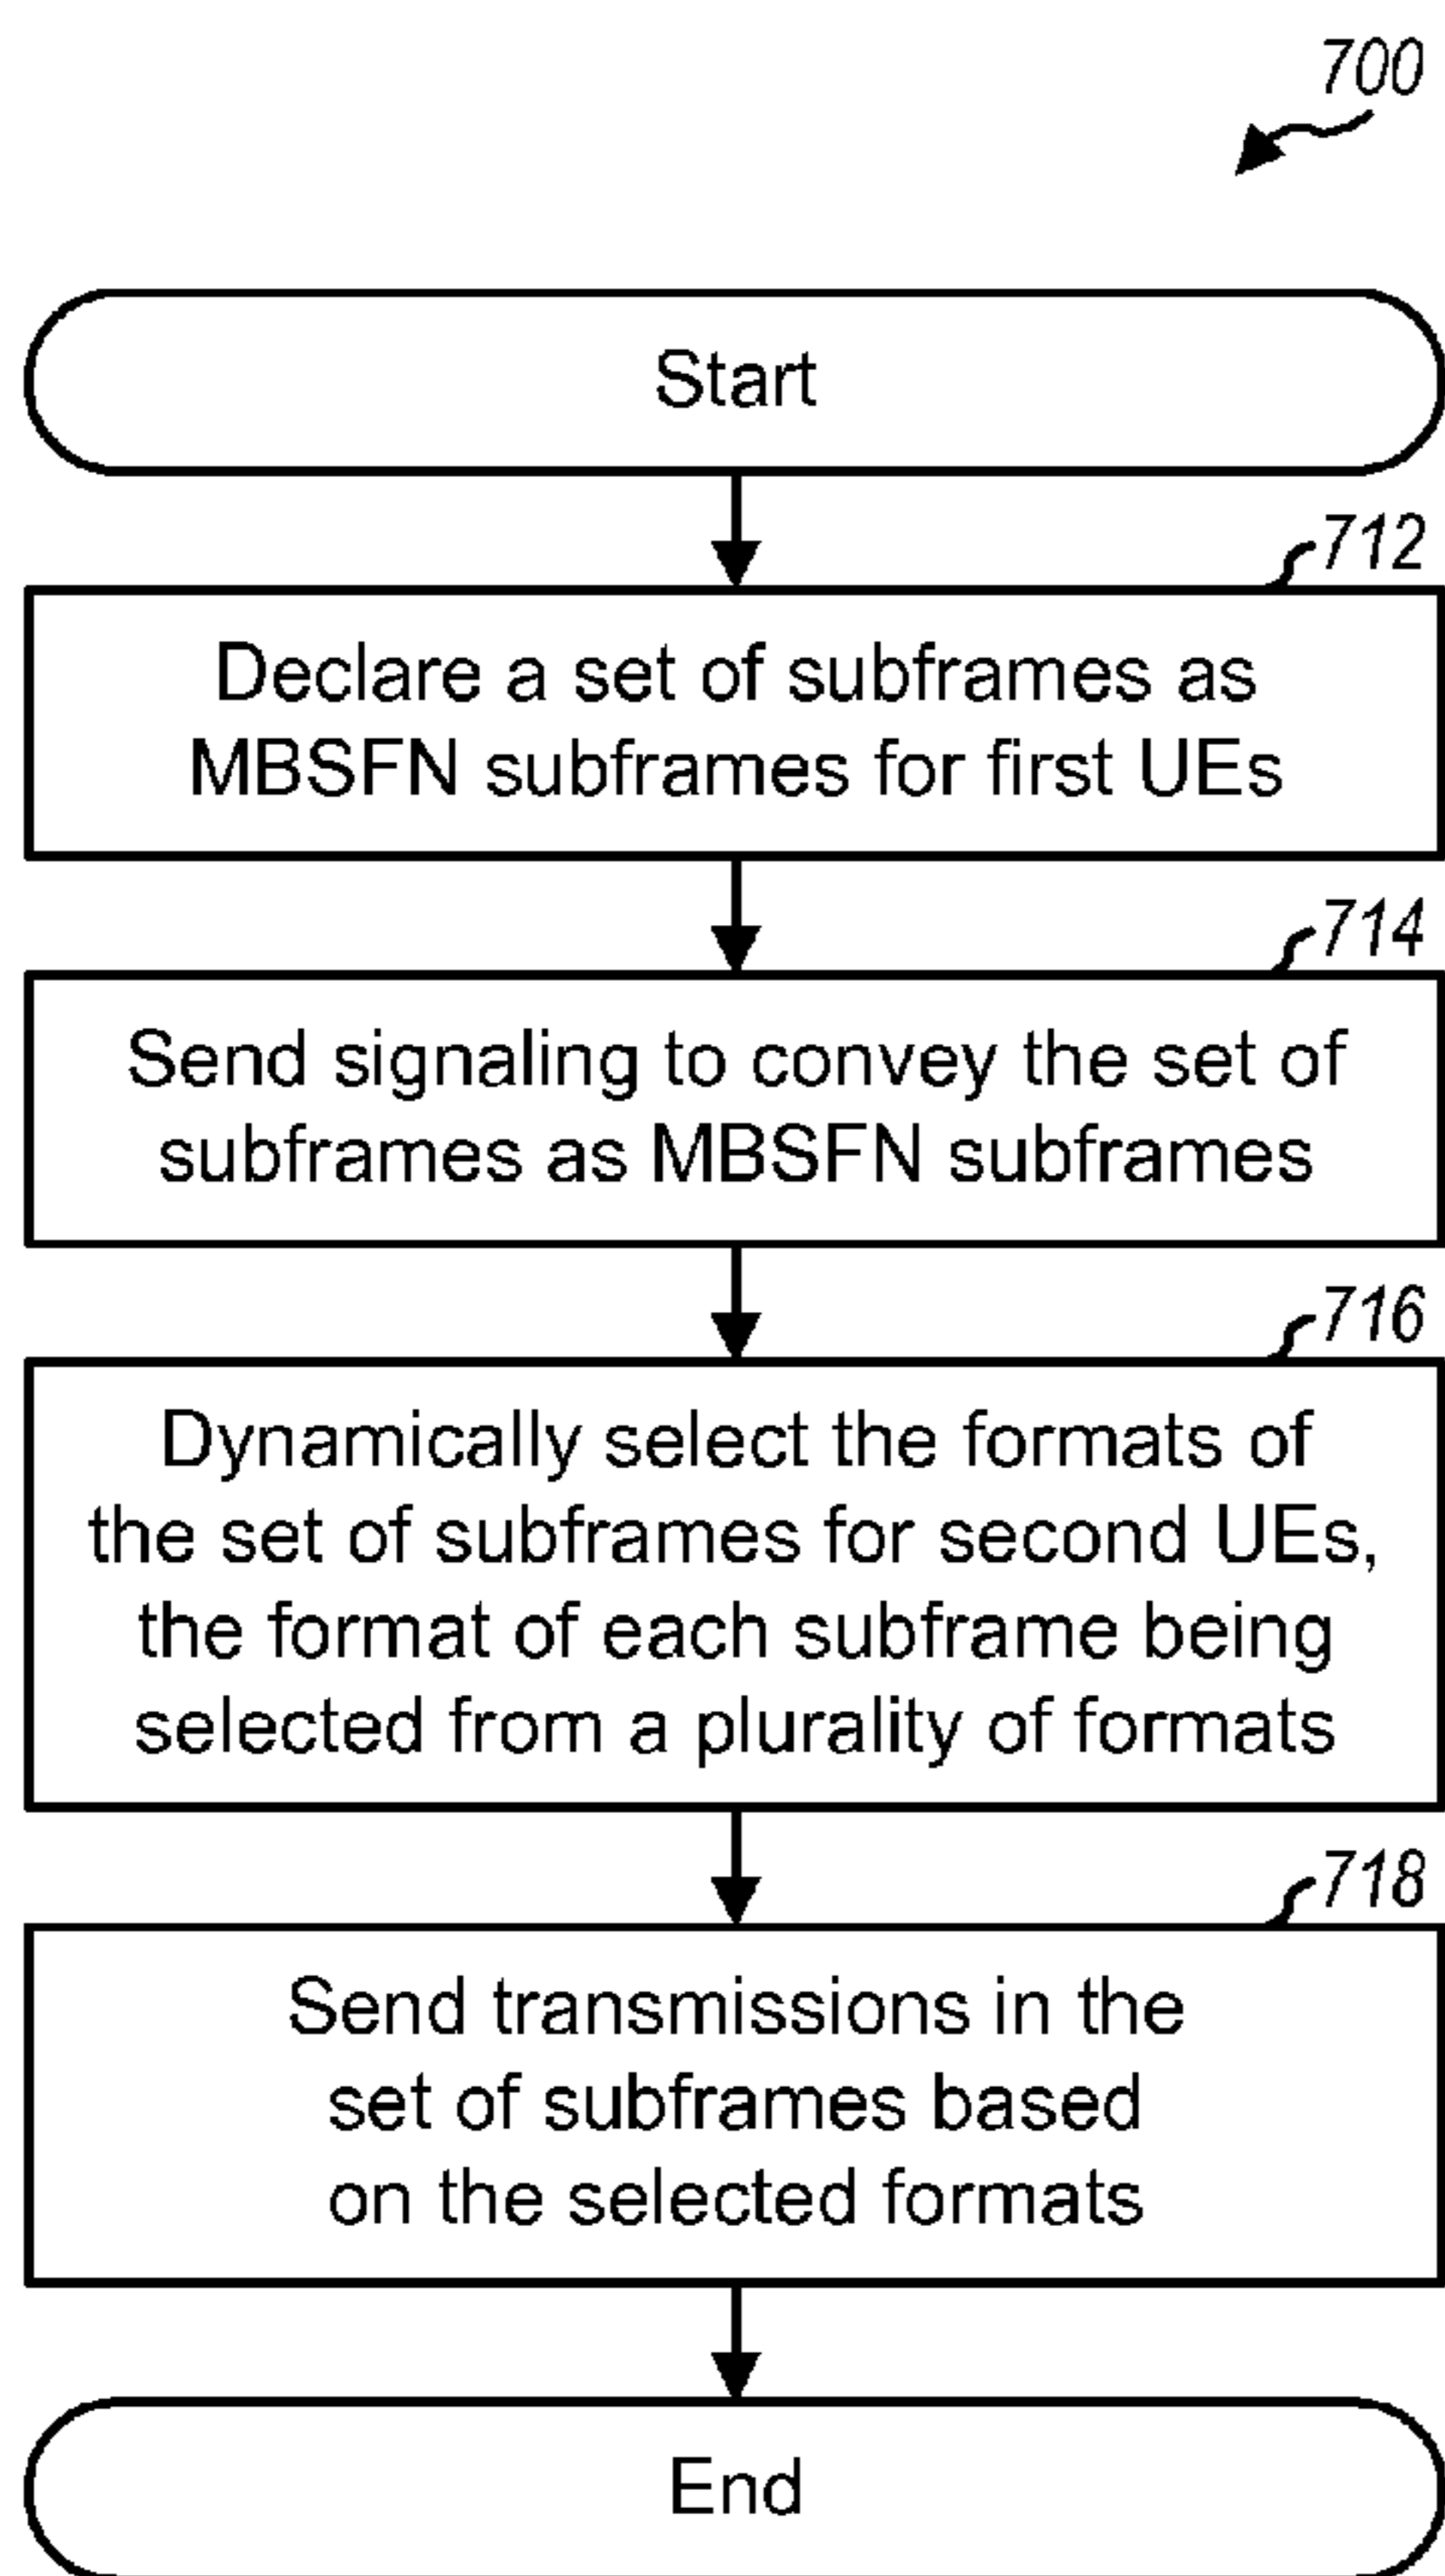 700
Start
712
Declare a set of subframes as
MBSFN subframes for first UEs
714
Send signaling to convey the set of
subframes as MBSFN subframes
716
Dynamically select the formats of
the set of subframes for second UEs,
the format of each subframe being
selected from a plurality of formats
718
Send transmissions in the
set of subframes based
on the selected formats
End